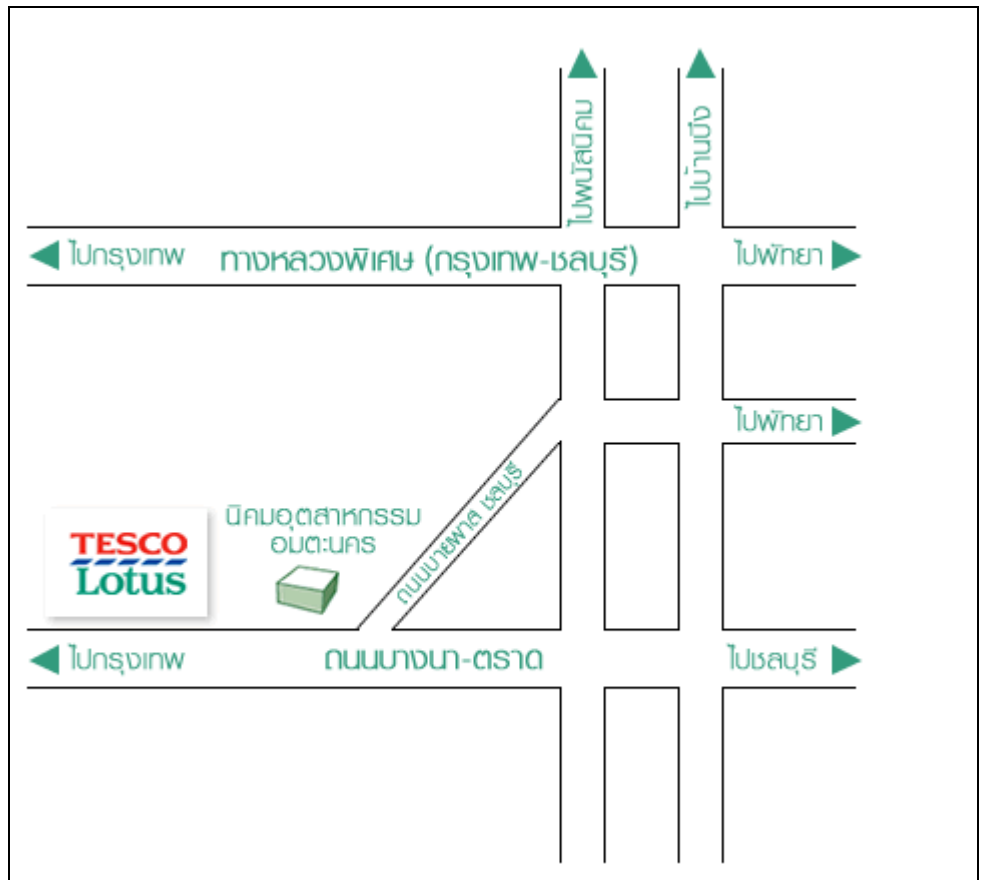 ไปพนัสนิคม
ไปบ้านบึง
ไปกรุงเทพ
ทางหลวงพิเศษ (กรุงเทพ-ชลบุรี)
ไปพัทยา
ไปพัทยา
ถนนบายพาส ชลบุรี
นิคมอุตสาหกรรม
อมตะนคร
TESCO
Lotus
ไปกรุงเทพ
ถนนบางนา-ตราด
ไปชลบุรี